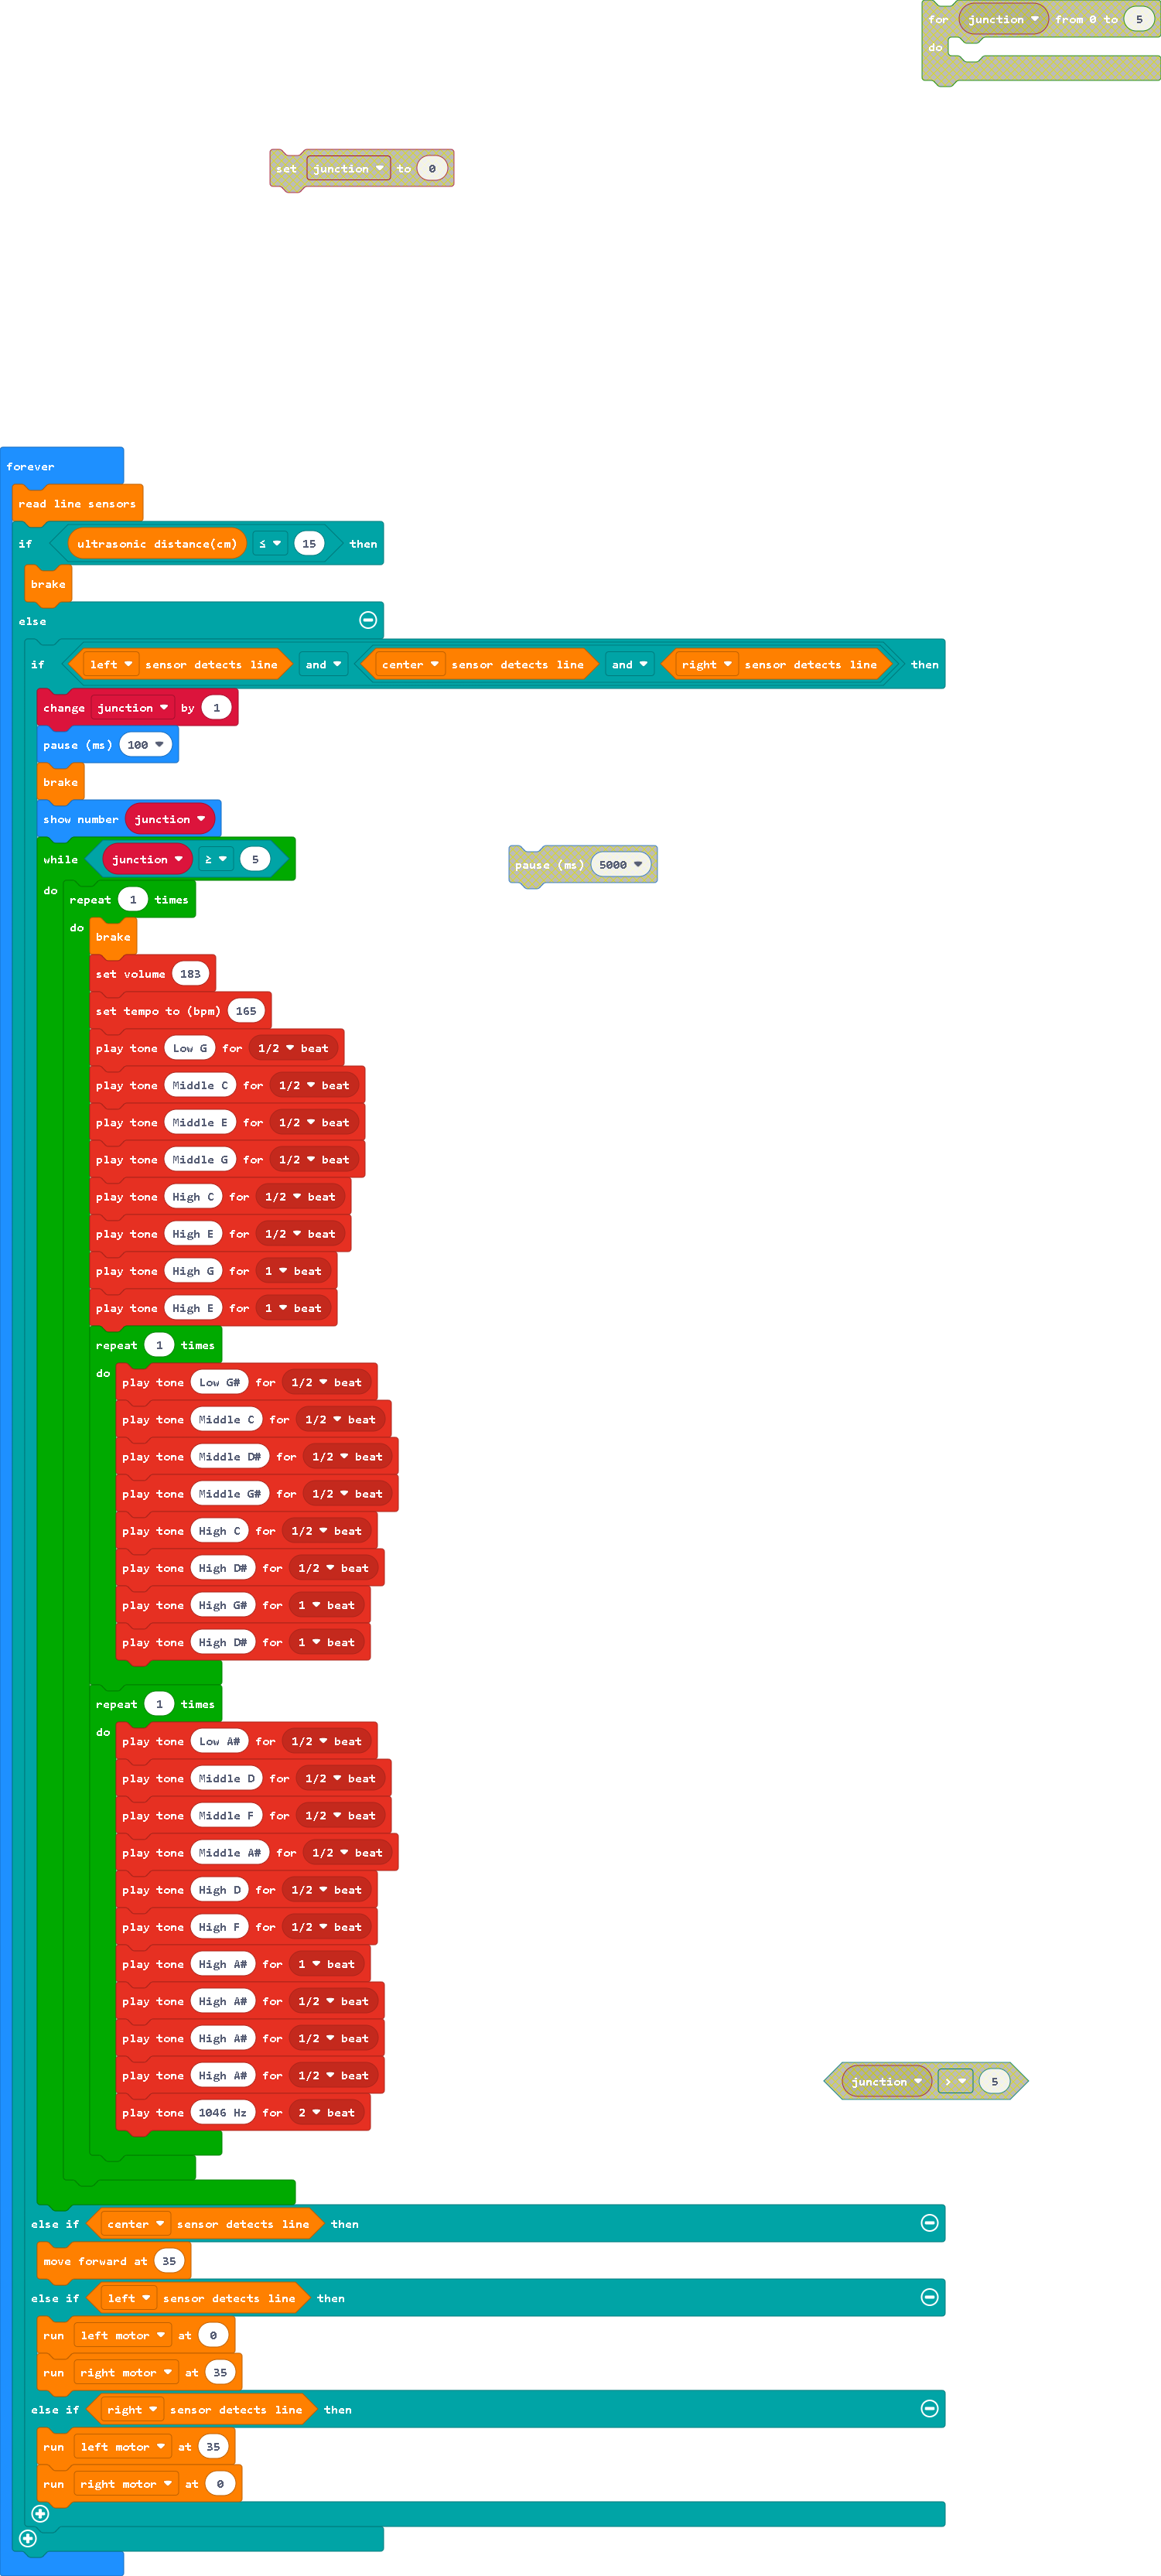 for junction from 0 to 5
do
set junction to 0
forever
read line sensors
if ultrasonic distance(cm) ≤ 15 then
brake
else
if left sensor detects line and center sensor detects line and right sensor detects line then
change junction by 1
pause (ms) 100
brake
show number junction
while junction ≥ 5
pause (ms) 5000
do
repeat 1 times
do
brake
set volume 183
set tempo to (bpm) 165
play tone Low G for 1/2 beat
play tone Middle C for 1/2 beat
play tone Middle E for 1/2 beat
play tone Middle G for 1/2 beat
play tone High C for 1/2 beat
play tone High E for 1/2 beat
play tone High G for 1 beat
play tone High E for 1 beat
repeat 1 times
do
play tone Low G# for 1/2 beat
play tone Middle C for 1/2 beat
play tone Middle D# for 1/2 beat
play tone Middle G# for 1/2 beat
play tone High C for 1/2 beat
play tone High D# for 1/2 beat
play tone High G# for 1 beat
play tone High D# for 1 beat
repeat 1 times
do
play tone Low A# for 1/2 beat
play tone Middle D for 1/2 beat
play tone Middle F for 1/2 beat
play tone Middle A# for 1/2 beat
play tone High D for 1/2 beat
play tone High F for 1/2 beat
play tone High A# for 1 beat
play tone High A# for 1/2 beat
play tone High A# for 1/2 beat
play tone High A# for 1/2 beat
junction > 5
play tone 1046 Hz for 2 beat
else if center sensor detects line then
move forward at 35
else if left sensor detects line then
run left motor at 0
run right motor at 35
else if right sensor detects line then
run left motor at 35
run right motor at 0